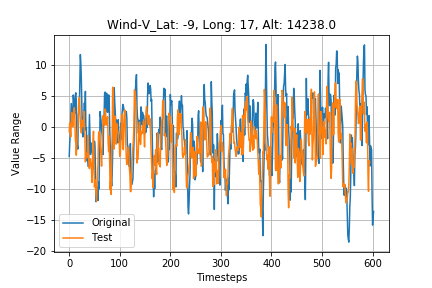 Wind-V_Lat: -9, Long: 17, Alt: 14238.0
Value Range
10
5
0
−5
−10
−15
−20
Original
Test
0
100
200
300
400
500
600
Timesteps